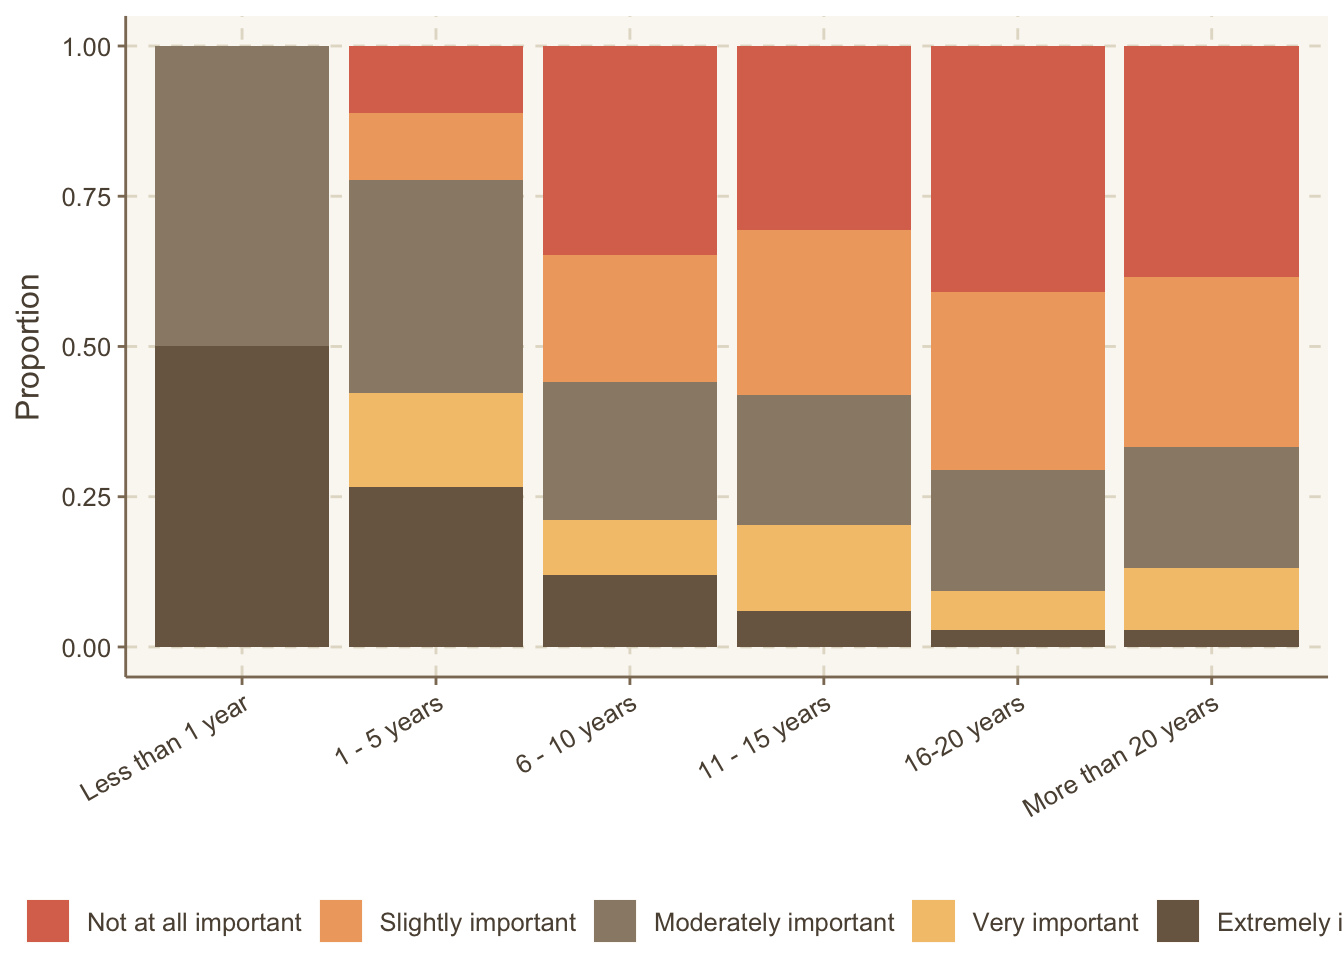 Proportion
1.00
0.75
0.50
0.25
0.00
Less than 1 year
1 - 5 years
6 - 10 years
11 - 15 years
16-20 years
More than 20 years
Not at all important
Slightly important
Moderately important
Very important
Extremely